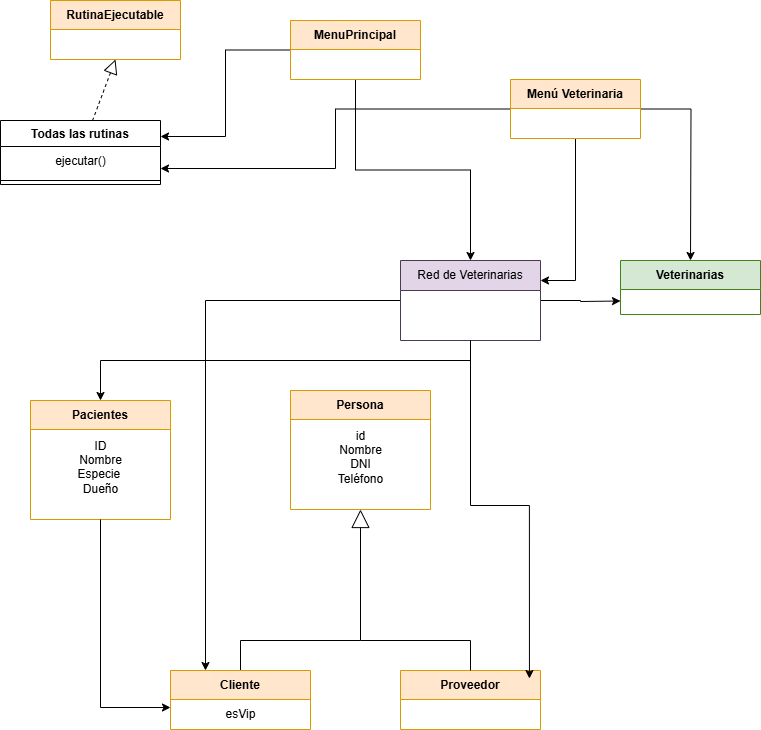 RutinaEjecutable
MenuPrincipal
Menú Veterinaria
Todas las rutinas
ejecutar()
Red de Veterinarias
Veterinarias
Pacientes
ID
Nombre
Especie
Dueño
Persona
id
Nombre
DNI
Teléfono
Cliente
esVip
Proveedor